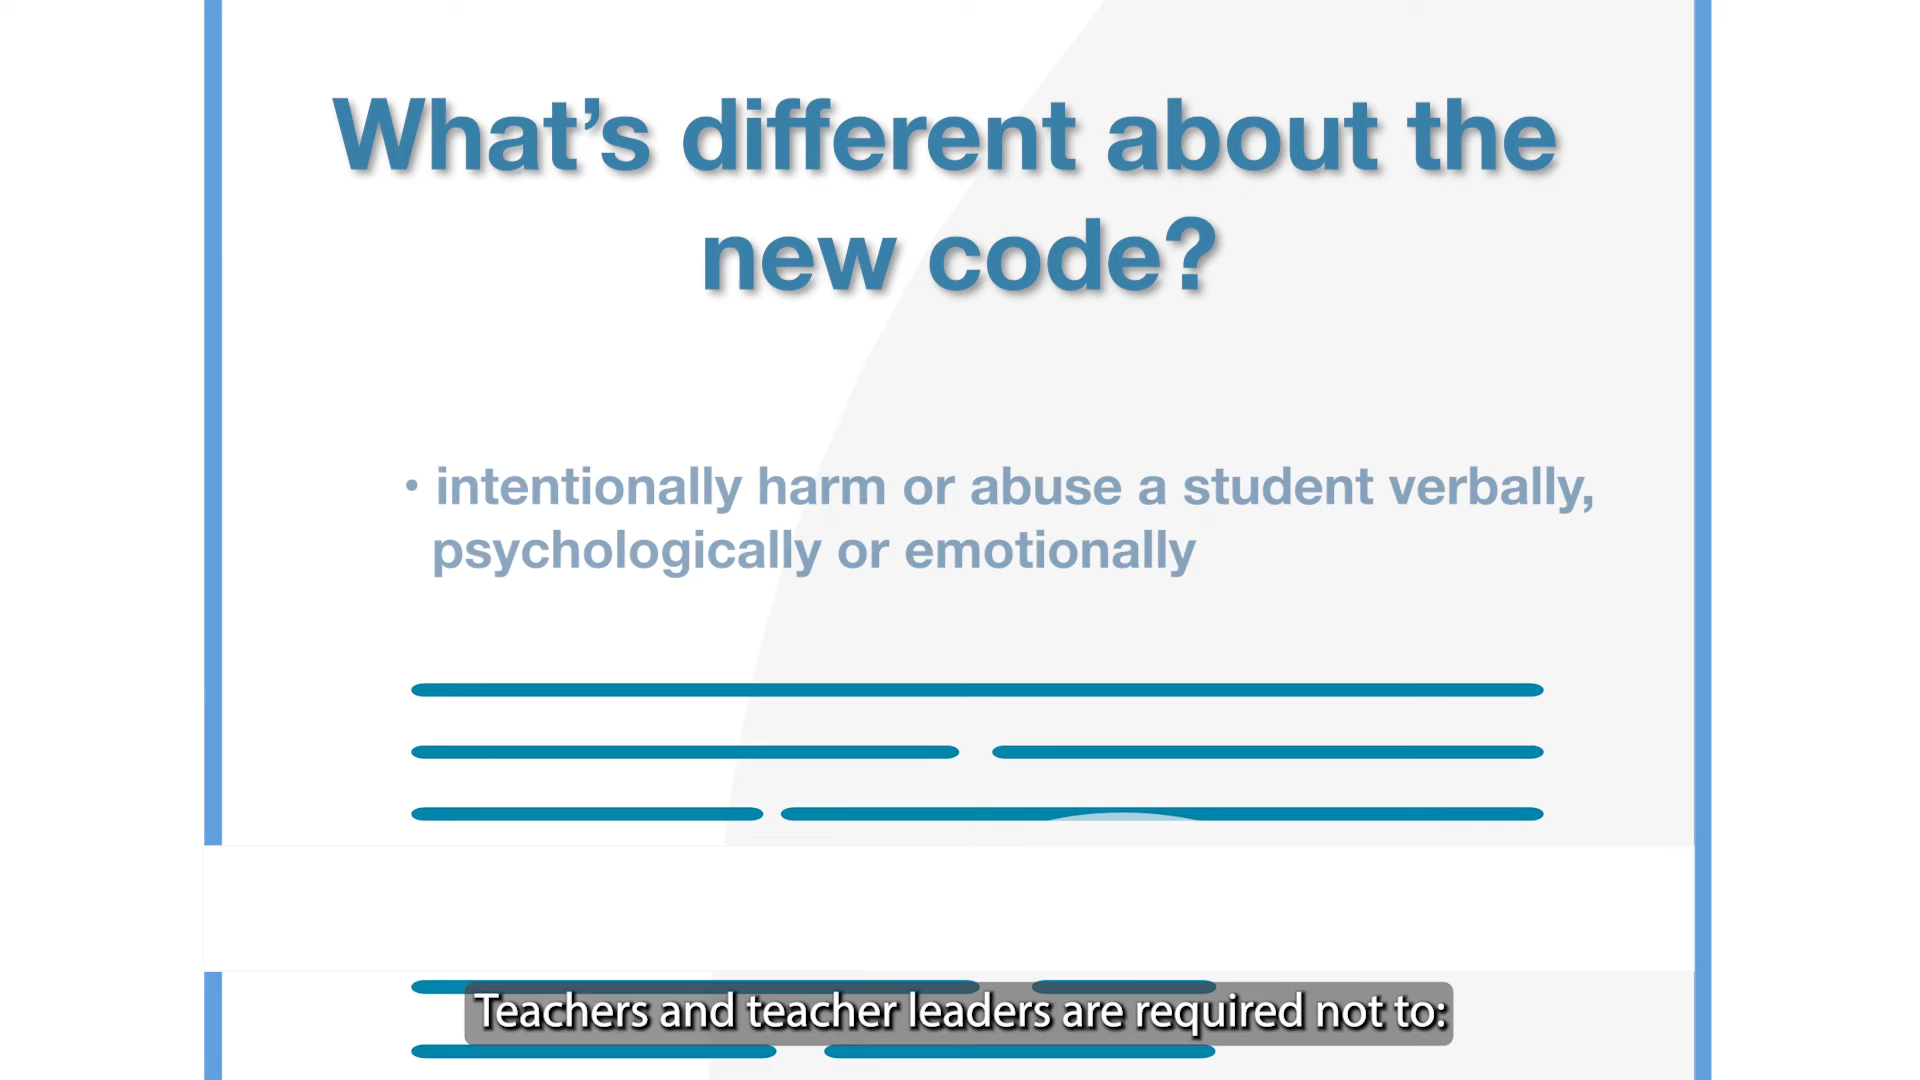 What’s different about the
new code?
• intentionally harm or abuse a student verbally,
psychologically or emotionally
Teachers and teacher leaders are required not to: